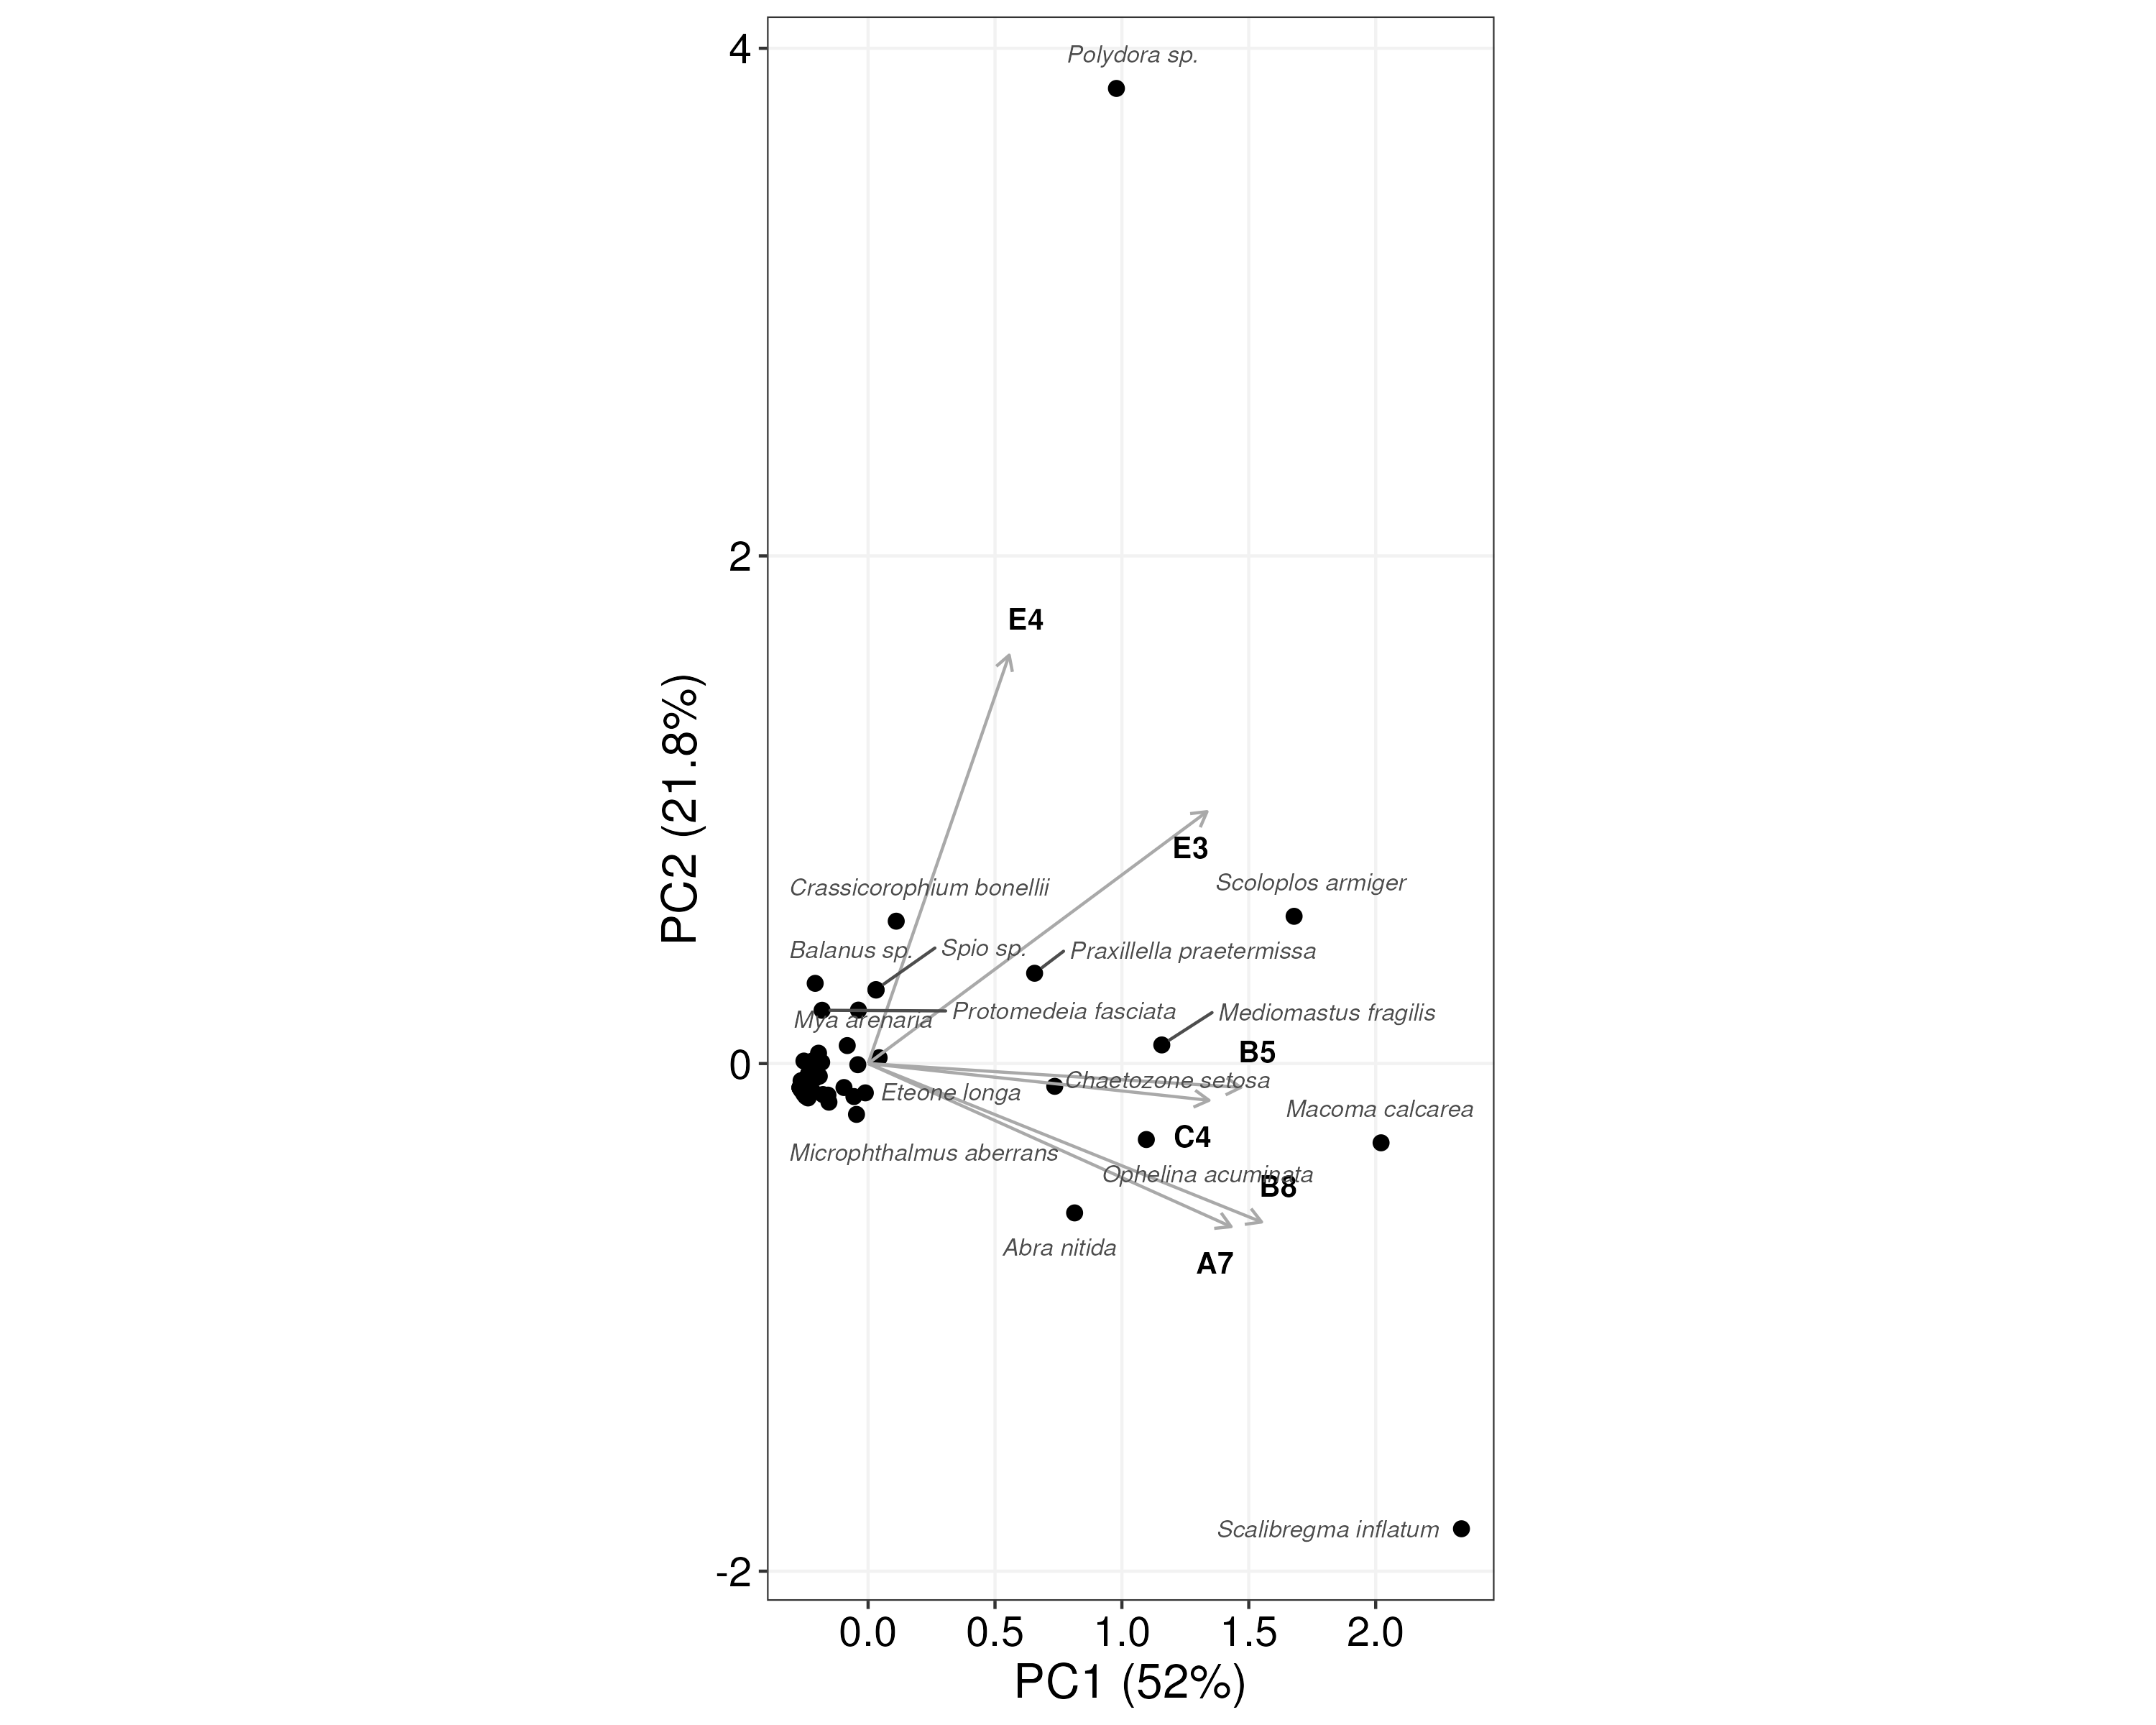 4
Polydora sp.
2
E4
E3
Crassicorophium bonellii
Scoloplos armiger
Balanus sp.
Spio sp.
Praxillella praetermissa
Mya arenaria
Protomedeia fasciata
Mediomastus fragilis
B5
0
Chaetozone setosa
Eteone longa
Macoma calcarea
C4
Microphthalmus aberrans
Ophelina acuminata
B8
Abra nitida
A7
Scalibregma inflatum
-2
0.0 0.5 1.0 1.5 2.0
PC1 (52%)
PC2 (21.8%)